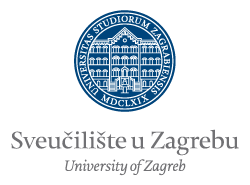 UNIVERSITAS STUDIORUM ZAGRABIENSIS
MDCLXIX
Sveučilište u Zagrebu
University of Zagreb